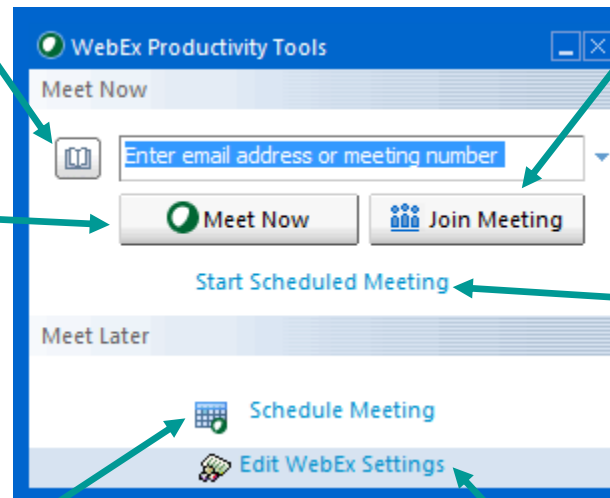 WebEx Productivity Tools
Meet Now
Enter email address or meeting number
Meet Now
Join Meeting
Start Scheduled Meeting
Meet Later
Schedule Meeting
Edit WebEx Settings